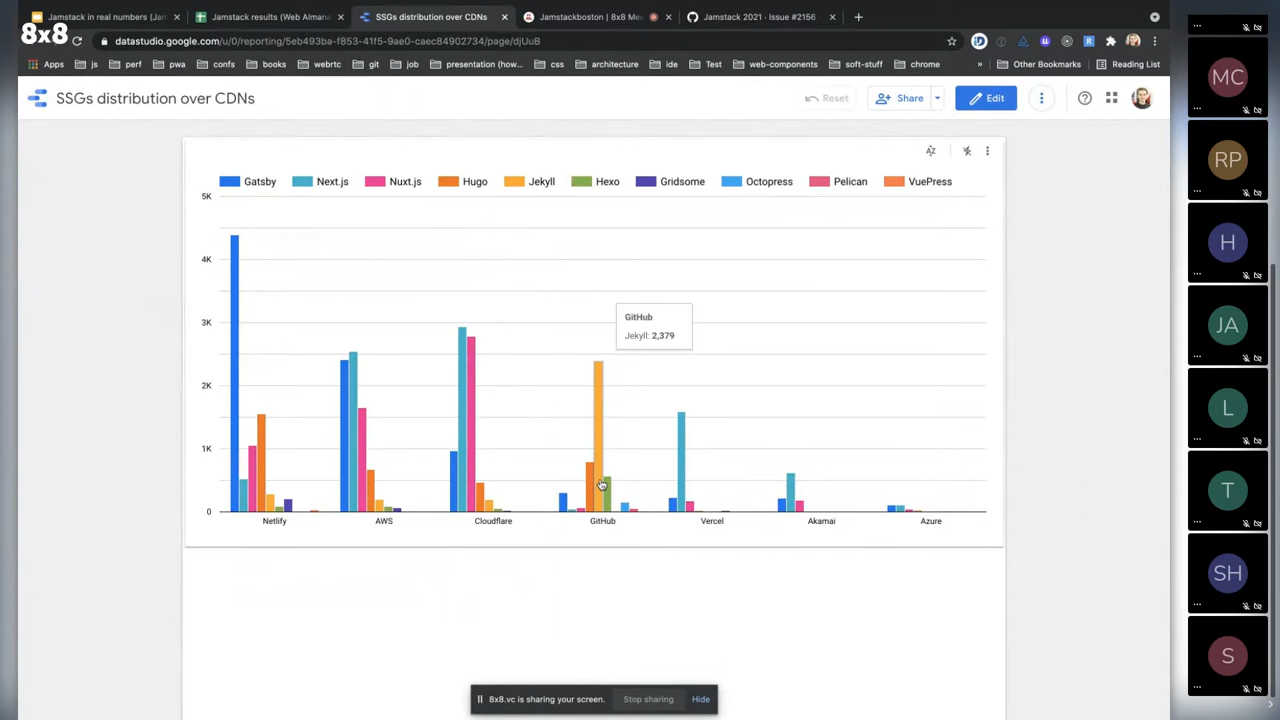 Jamstack in real numbers (Jam
Jamstack results (Web Almana
SSGs distribution over CDNs
Jamstackboston | 8x8 Me
Jamstack 2021 · Issue #2156
8x8
datastudio.google.com/u/0/reporting/5eb493ba-f853-41f5-9ae0-caec84902734/page/djUuB
Apps js perf pwa confs books webrtc git job presentation (how... css architecture ide Test web-components soft-stuff chrome » Other Bookmarks Reading List
SSGs distribution over CDNs
Reset Share Edit
Gatsby Next.js Nuxt.js Hugo Jekyll Hexo Gridsome Octopress Pelican VuePress
5K
4K
3K
2K
1K
0
GitHub
Jekyll: 2,379
Netlify AWS Cloudflare GitHub Vercel Akamai Azure
8x8.vc is sharing your screen. Stop sharing Hide
MC
RP
H
JA
L
T
SH
S